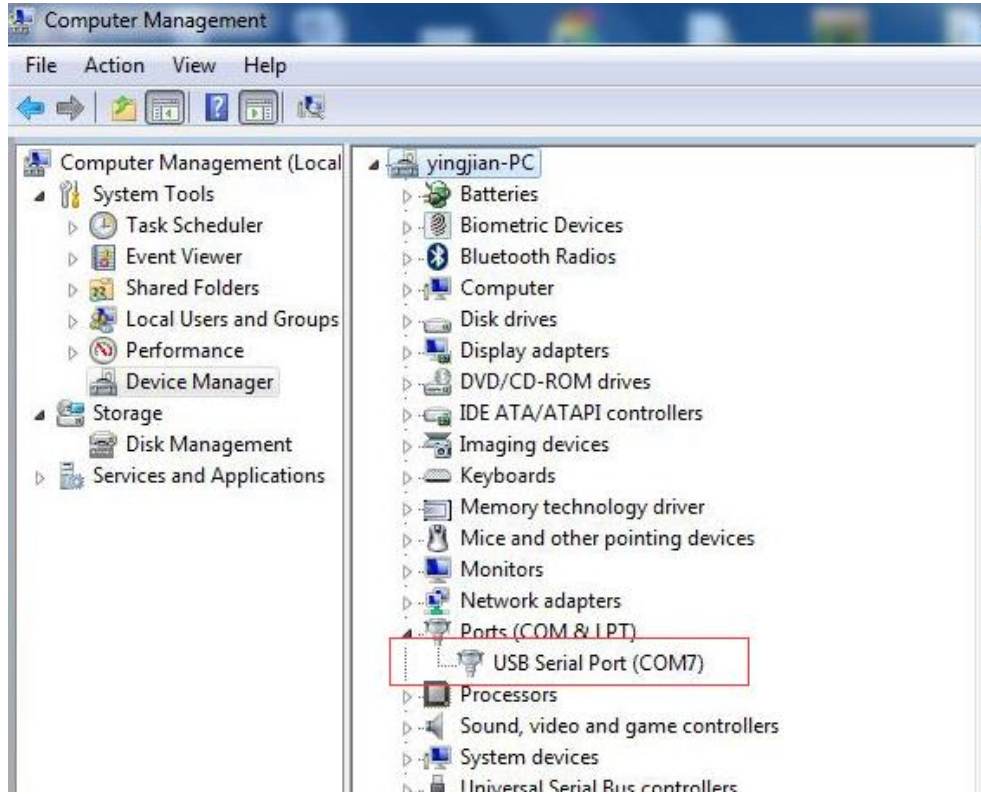 Computer Management
File Action View Help
Computer Management (Local
System Tools
Task Scheduler
Event Viewer
Shared Folders
Local Users and Groups
Performance
Device Manager
Storage
Disk Management
Services and Applications
yingjian-PC
Batteries
Biometric Devices
Bluetooth Radios
Computer
Disk drives
Display adapters
DVD/CD-ROM drives
IDE ATA/ATAPI controllers
Imaging devices
Keyboards
Memory technology driver
Mice and other pointing devices
Monitors
Network adapters
Ports (COM & LPT)
USB Serial Port (COM7)
Processors
Sound, video and game controllers
System devices
Universal Serial Bus controllers